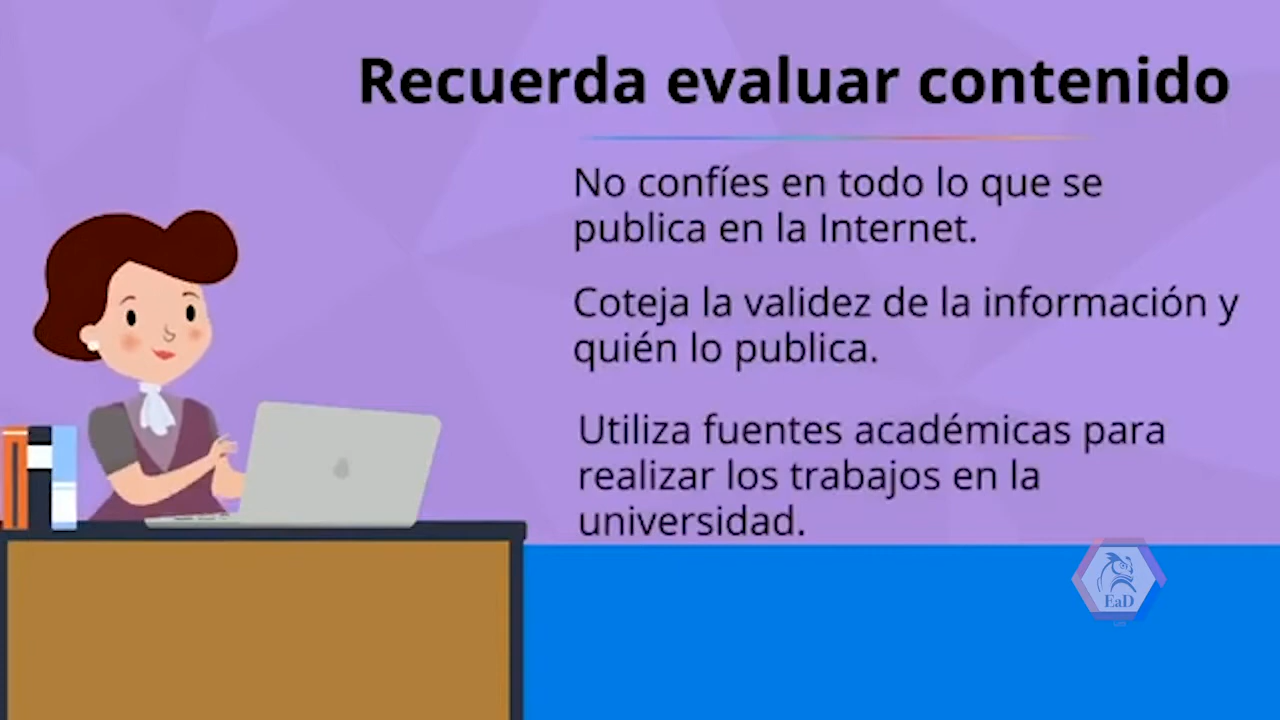 Recuerda evaluar contenido
No confíes en todo lo que se
publica en la Internet.
Coteja la validez de la información y
quién lo publica.
Utiliza fuentes académicas para
realizar los trabajos en la
universidad.
EaD